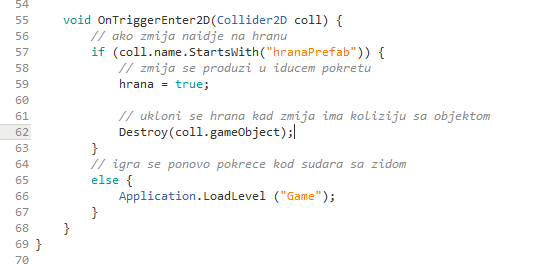 54
55 void OnTriggerEnter2D(Collider2D coll) {
56 // ako zmija naidje na hranu
57 if (coll.name.StartsWith("hranaPrefab")) {
58 // zmija se produzi u iducem pokretu
59 hrana = true;
60
61 // ukloni se hrana kad zmija ima koliziju sa objektom
62 Destroy(coll.gameObject);
63 }
64 // igra se ponovo pokrece kod sudara sa zidom
65 else {
66 Application.LoadLevel ("Game");
67 }
68 }
69 }
70